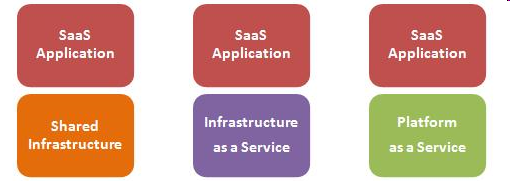 SaaS
Application
SaaS
Application
SaaS
Application
Shared
Infrastructure
Infrastructure
as a Service
Platform
as a Service